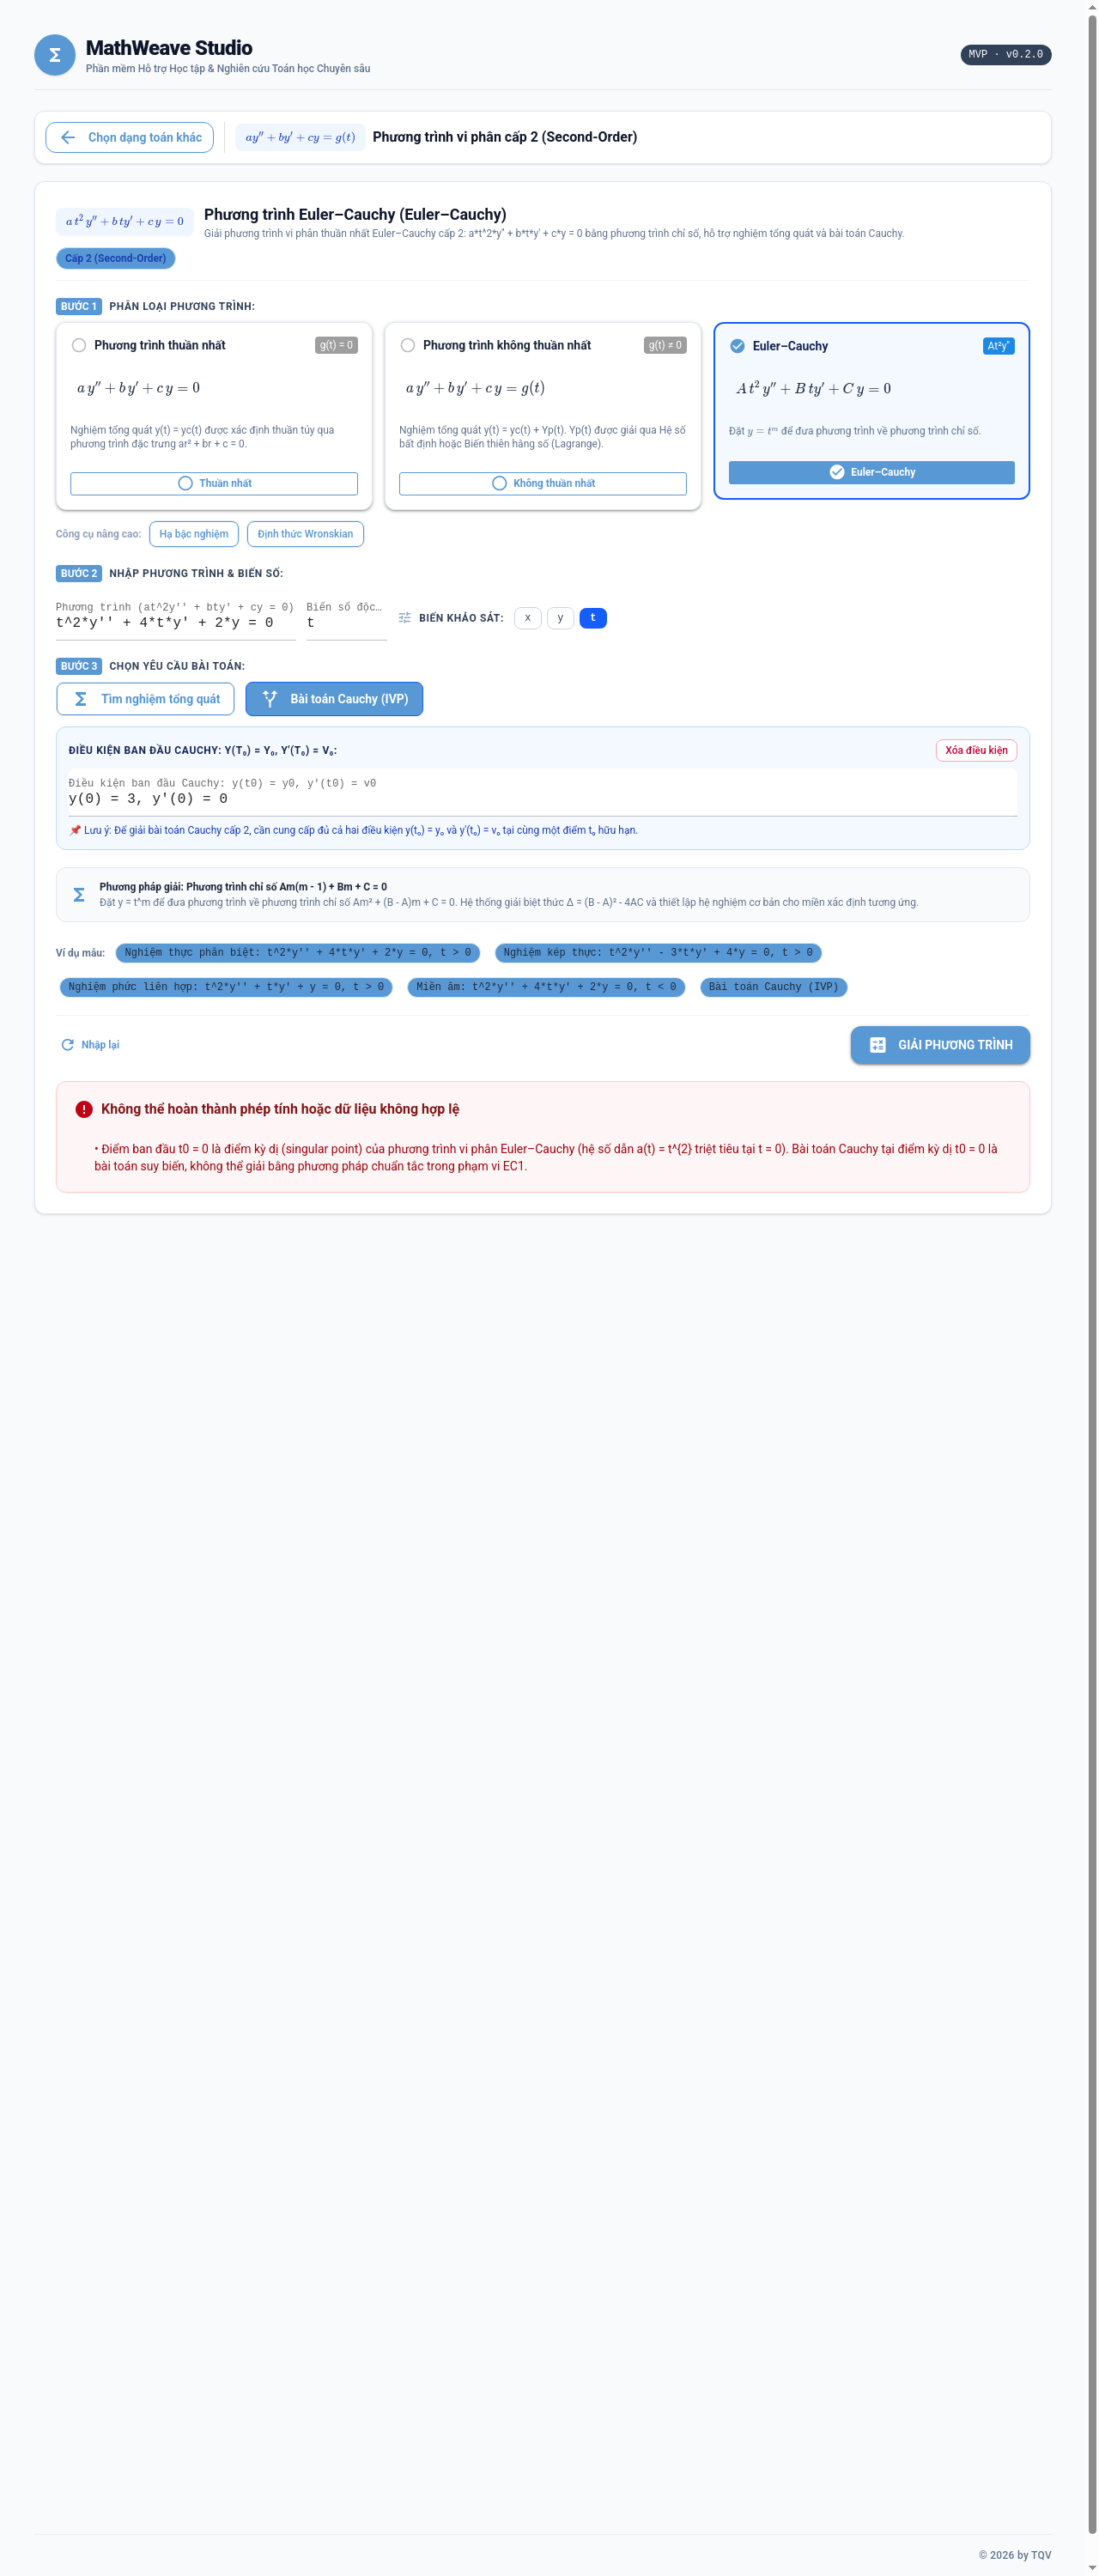 MathWeave Studio
Phần mềm Hỗ trợ Học tập & Nghiên cứu Toán học Chuyên sâu
MVP · v0.2.0
Chọn dạng toán khác
ay′′ + by′ + cy = g(t)
Phương trình vi phân cấp 2 (Second-Order)
a t² y′′ + b ty′ + c y = 0
Phương trình Euler–Cauchy (Euler–Cauchy)
Giải phương trình vi phân thuần nhất Euler–Cauchy cấp 2: a*t^2*y'' + b*t*y' + c*y = 0 bằng phương trình chỉ số, hỗ trợ nghiệm tổng quát và bài toán Cauchy.
Cấp 2 (Second-Order)
BƯỚC 1 PHÂN LOẠI PHƯƠNG TRÌNH:
Phương trình thuần nhất
g(t) = 0
a y′′ + b y′ + c y = 0
Nghiệm tổng quát y(t) = yc(t) được xác định thuần túy qua
phương trình đặc trưng ar² + br + c = 0.
Thuần nhất
Phương trình không thuần nhất
g(t) ≠ 0
a y′′ + b y′ + c y = g(t)
Nghiệm tổng quát y(t) = yc(t) + Yp(t). Yp(t) được giải qua Hệ số
bất định hoặc Biến thiên hằng số (Lagrange).
Không thuần nhất
Euler–Cauchy
At²y''
A t² y′′ + B ty′ + C y = 0
Đặt y = tᵐ để đưa phương trình về phương trình chỉ số.
Euler–Cauchy
Công cụ nâng cao:
Hạ bậc nghiệm
Định thức Wronskian
BƯỚC 2 NHẬP PHƯƠNG TRÌNH & BIẾN SỐ:
Phương trình (at^2y'' + bty' + cy = 0)
t^2*y'' + 4*t*y' + 2*y = 0
Biến số độc…
t
BIẾN KHẢO SÁT:
x
y
t
BƯỚC 3 CHỌN YÊU CẦU BÀI TOÁN:
Tìm nghiệm tổng quát
Bài toán Cauchy (IVP)
ĐIỀU KIỆN BAN ĐẦU CAUCHY: Y(T₀) = Y₀, Y'(T₀) = V₀:
Xóa điều kiện
Điều kiện ban đầu Cauchy: y(t0) = y0, y'(t0) = v0
y(0) = 3, y'(0) = 0
📌 Lưu ý: Để giải bài toán Cauchy cấp 2, cần cung cấp đủ cả hai điều kiện y(t₀) = y₀ và y'(t₀) = v₀ tại cùng một điểm t₀ hữu hạn.
Phương pháp giải: Phương trình chỉ số Am(m - 1) + Bm + C = 0
Đặt y = t^m để đưa phương trình về phương trình chỉ số Am² + (B - A)m + C = 0. Hệ thống giải biệt thức Δ = (B - A)² - 4AC và thiết lập hệ nghiệm cơ bản cho miền xác định tương ứng.
Ví dụ mẫu:
Nghiệm thực phân biệt: t^2*y'' + 4*t*y' + 2*y = 0, t > 0
Nghiệm kép thực: t^2*y'' - 3*t*y' + 4*y = 0, t > 0
Nghiệm phức liên hợp: t^2*y'' + t*y' + y = 0, t > 0
Miền âm: t^2*y'' + 4*t*y' + 2*y = 0, t < 0
Bài toán Cauchy (IVP)
Nhập lại
GIẢI PHƯƠNG TRÌNH
Không thể hoàn thành phép tính hoặc dữ liệu không hợp lệ
• Điểm ban đầu t0 = 0 là điểm kỳ dị (singular point) của phương trình vi phân Euler–Cauchy (hệ số dẫn a(t) = t^{2} triệt tiêu tại t = 0). Bài toán Cauchy tại điểm kỳ dị t0 = 0 là
bài toán suy biến, không thể giải bằng phương pháp chuẩn tắc trong phạm vi EC1.
© 2026 by TQV